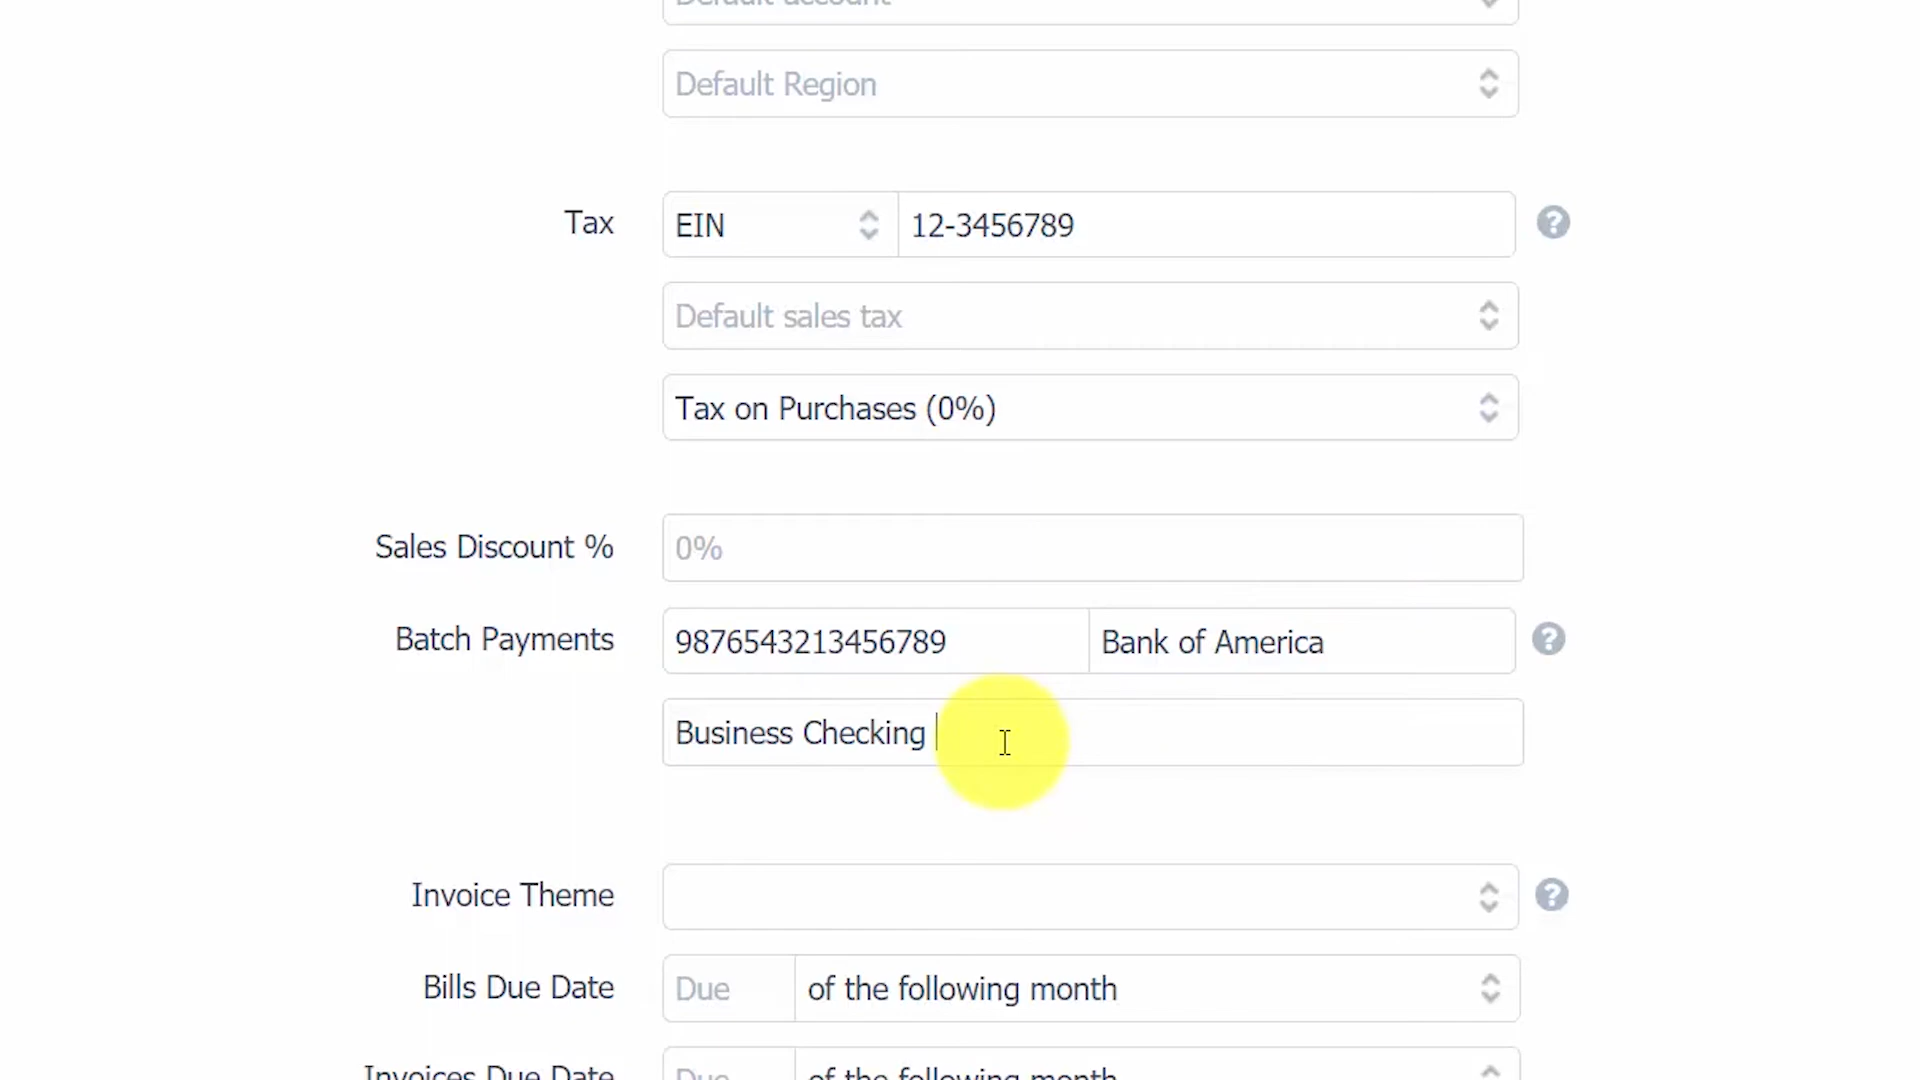 Default account
Default Region
Tax EIN 12-3456789
Default sales tax
Tax on Purchases (0%)
Sales Discount % 0%
Batch Payments 9876543213456789 Bank of America
Business Checking
Invoice Theme
Bills Due Date Due of the following month
Invoices Due Date Due of the following month